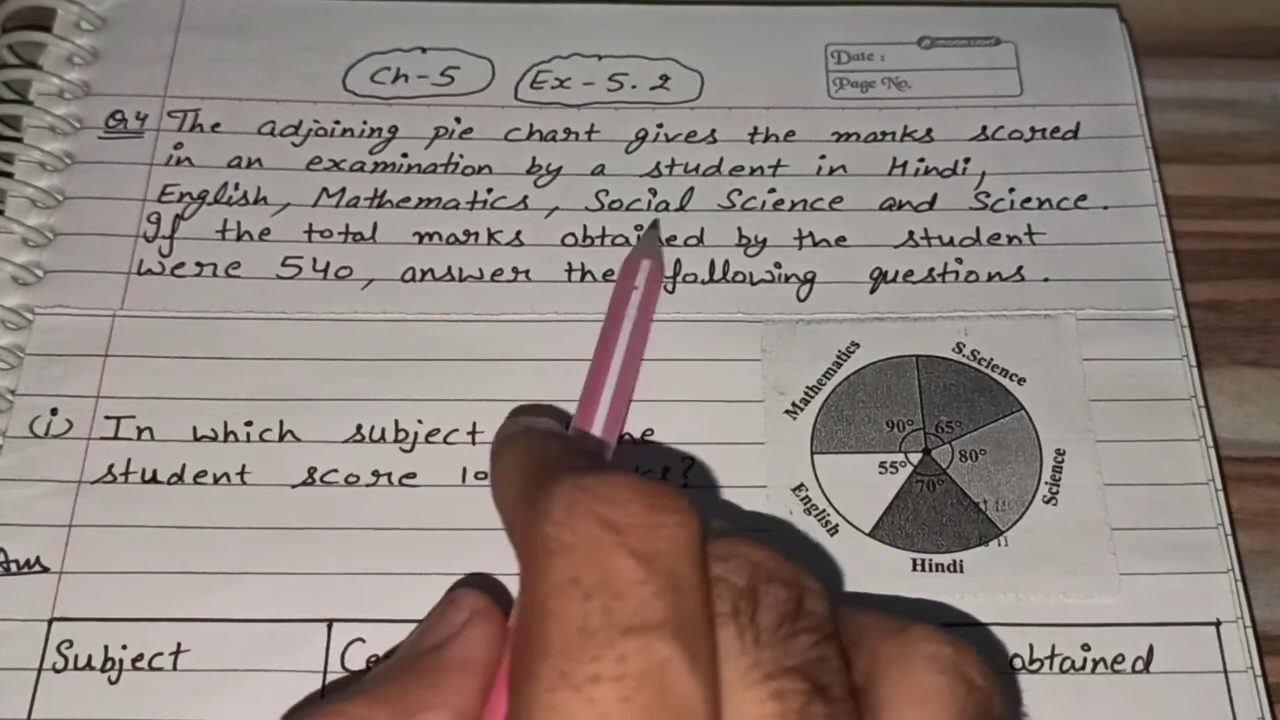 Ch-5 Ex-5.2
Date :
Page No.
Q4 The adjoining pie chart gives the marks scored
in an examination by a student in Hindi,
English, Mathematics, Social Science and Science.
If the total marks obtained by the student
were 540, answer the following questions.
(i) In which subject
student score
Mathematics
S.Science
Science
Hindi
English
90° 65°
55° 80°
70°
Ans
Subject obtained